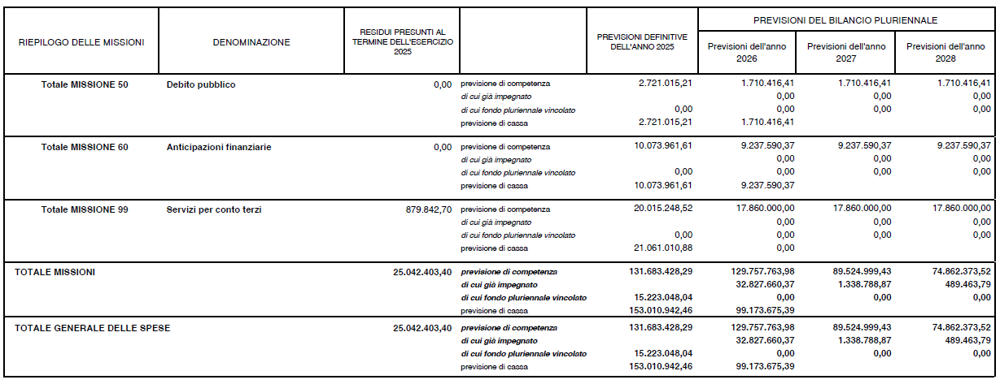 RIEPILOGO DELLE MISSIONI DENOMINAZIONE RESIDUI PRESUNTI AL TERMINE DELL'ESERCIZIO 2025 PREVISIONI DEFINITIVE DELL'ANNO 2025 PREVISIONI DEL BILANCIO PLURIENNALE
Previsioni dell'anno 2026 Previsioni dell'anno 2027 Previsioni dell'anno 2028
Totale MISSIONE 50 Debito pubblico 0,00 previsione di competenza 2.721.015,21 1.710.416,41 1.710.416,41 1.710.416,41
di cui già impegnato 0,00 0,00 0,00
di cui fondo pluriennale vincolato 0,00 0,00 0,00 0,00
previsione di cassa 2.721.015,21 1.710.416,41
Totale MISSIONE 60 Anticipazioni finanziarie 0,00 previsione di competenza 10.073.961,61 9.237.590,37 9.237.590,37 9.237.590,37
di cui già impegnato 0,00 0,00 0,00
di cui fondo pluriennale vincolato 0,00 0,00 0,00 0,00
previsione di cassa 10.073.961,61 9.237.590,37
Totale MISSIONE 99 Servizi per conto terzi 879.842,70 previsione di competenza 20.015.248,52 17.860.000,00 17.860.000,00 17.860.000,00
di cui già impegnato 0,00 0,00 0,00
di cui fondo pluriennale vincolato 0,00 0,00 0,00 0,00
previsione di cassa 21.061.010,88 0,00
TOTALE MISSIONI 25.042.403,40 previsione di competenza 131.683.428,29 129.757.763,98 89.524.999,43 74.862.373,52
di cui già impegnato 32.827.660,37 1.338.788,87 489.463,79
di cui fondo pluriennale vincolato 15.223.048,04 0,00 0,00 0,00
previsione di cassa 153.010.942,46 99.173.675,39
TOTALE GENERALE DELLE SPESE 25.042.403,40 previsione di competenza 131.683.428,29 129.757.763,98 89.524.999,43 74.862.373,52
di cui già impegnato 32.827.660,37 1.338.788,87 489.463,79
di cui fondo pluriennale vincolato 15.223.048,04 0,00 0,00 0,00
previsione di cassa 153.010.942,46 99.173.675,39